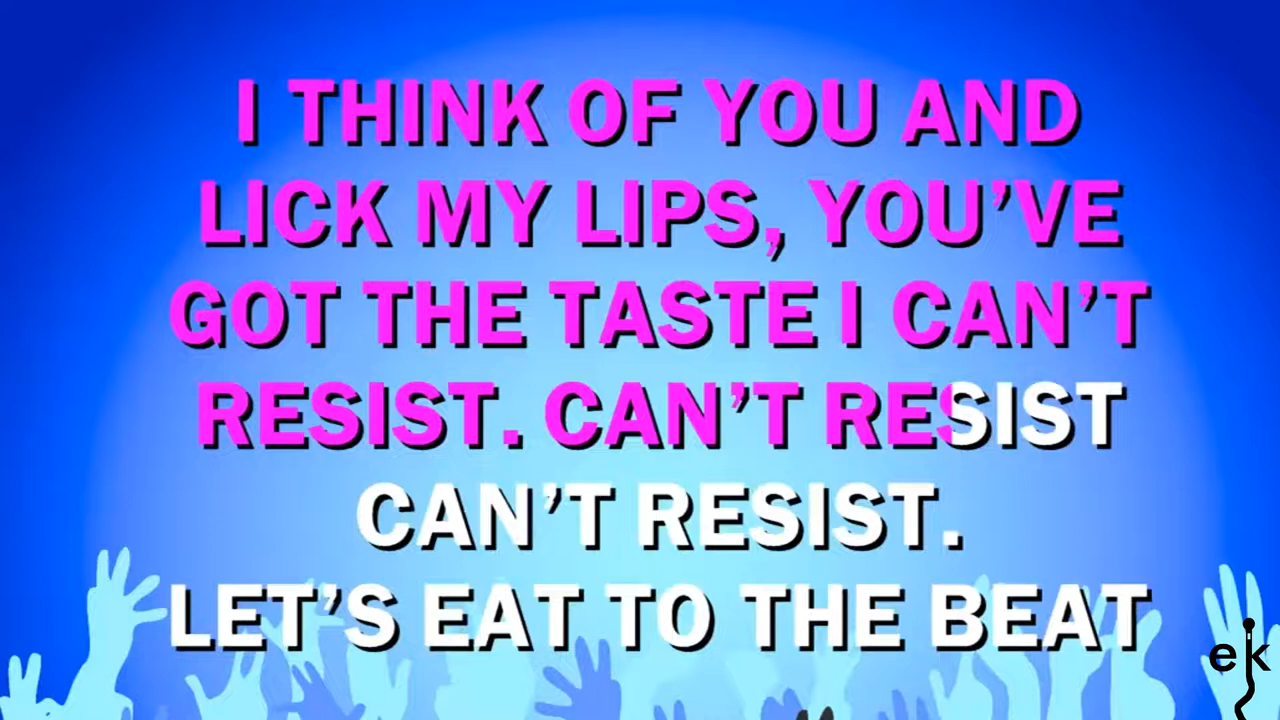 I THINK OF YOU AND
LICK MY LIPS, YOU’VE
GOT THE TASTE I CAN’T
RESIST. CAN’T RESIST
CAN’T RESIST.
LET’S EAT TO THE BEAT
ek